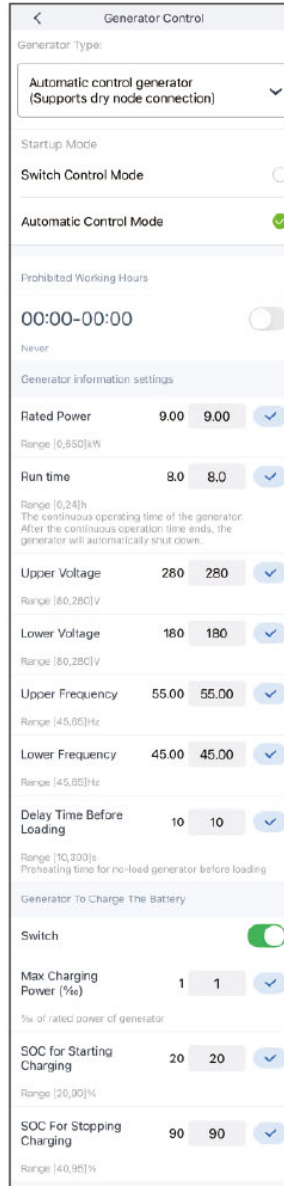 Generator Control
Generator Type:
Automatic control generator
(Supports dry node connection)
Startup Mode
Switch Control Mode
Automatic Control Mode
Prohibited Working Hours
00:00-00:00
Never
Generator information settings
Rated Power 9.00 9.00
Range [0,650]kW
Run time 8.0 8.0
Range [0,24]h
The continuous operating time of the generator.
After the continuous operation time ends, the
generator will automatically shut down.
Upper Voltage 280 280
Range [80,280]V
Lower Voltage 180 180
Range [80,280]V
Upper Frequency 55.00 55.00
Range [45,65]Hz
Lower Frequency 45.00 45.00
Range [45,65]Hz
Delay Time Before
Loading 10 10
Range [10,300]s
Preheating time for no-load generator before loading
Generator To Charge The Battery
Switch
Max Charging
Power (‰) 1 1
‰ of rated power of generator
SOC for Starting
Charging 20 20
Range [20,90]%
SOC For Stopping
Charging 90 90
Range [40,95]%